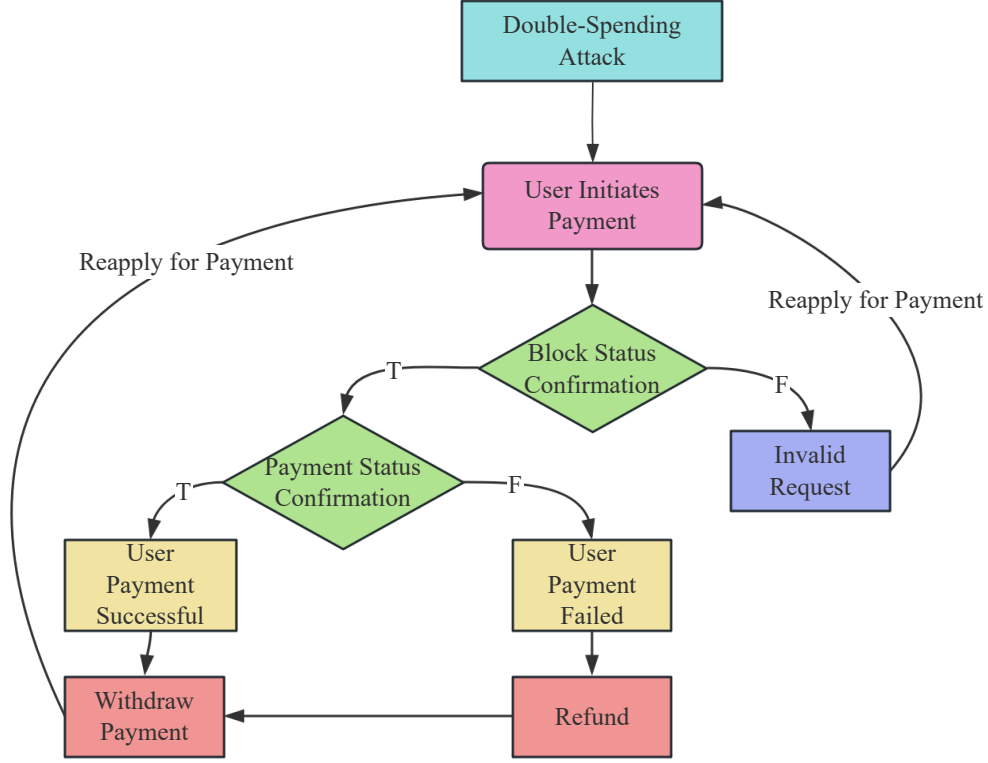 Double-Spending
Attack
User Initiates
Payment
Reapply for Payment
Reapply for Payment
Block Status
Confirmation
T
F
Payment Status
Confirmation
Invalid
Request
T
F
User
Payment
Successful
User
Payment
Failed
Withdraw
Payment
Refund